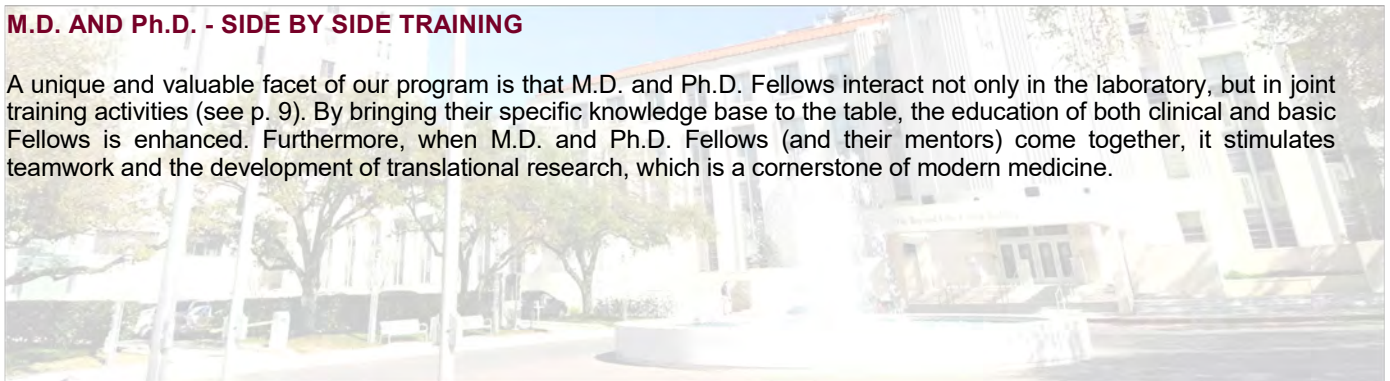 M.D. AND Ph.D. - SIDE BY SIDE TRAINING
A unique and valuable facet of our program is that M.D. and Ph.D. Fellows interact not only in the laboratory, but in joint
training activities (see p. 9). By bringing their specific knowledge base to the table, the education of both clinical and basic
Fellows is enhanced. Furthermore, when M.D. and Ph.D. Fellows (and their mentors) come together, it stimulates
teamwork and the development of translational research, which is a cornerstone of modern medicine.